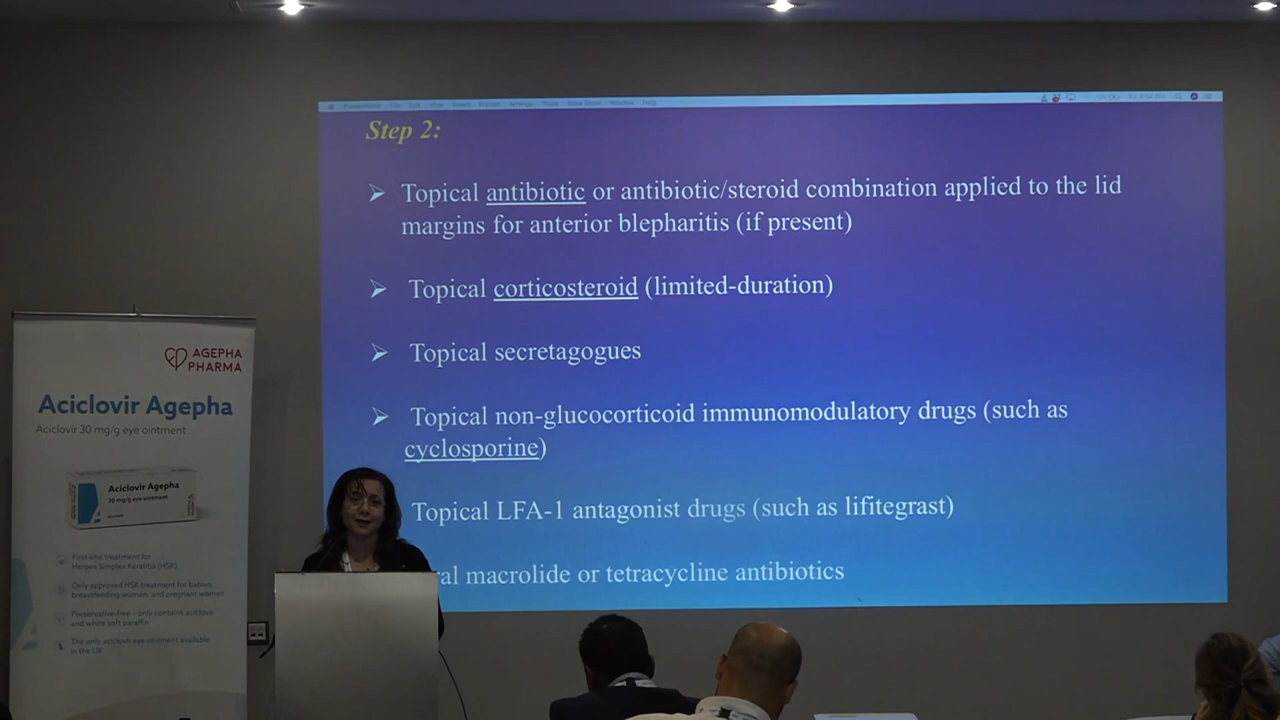 Step 2:
➢ Topical antibiotic or antibiotic/steroid combination applied to the lid
margins for anterior blepharitis (if present)
➢ Topical corticosteroid (limited-duration)
➢ Topical secretagogues
➢ Topical non-glucocorticoid immunomodulatory drugs (such as
cyclosporine)
Topical LFA-1 antagonist drugs (such as lifitegrast)
ral macrolide or tetracycline antibiotics
AGEPHA
PHARMA
Aciclovir Agepha
Aciclovir 30 mg/g eye ointment
Aciclovir Agepha
30 mg/g eye ointment
First-line treatment for
Herpes Simplex Keratitis (HSK)
Only approved HSK treatment for babies,
breastfeeding women, and pregnant women
Preservative-free - only contains aciclovir
and white soft paraffin
The only aciclovir eye ointment available
in the UK.